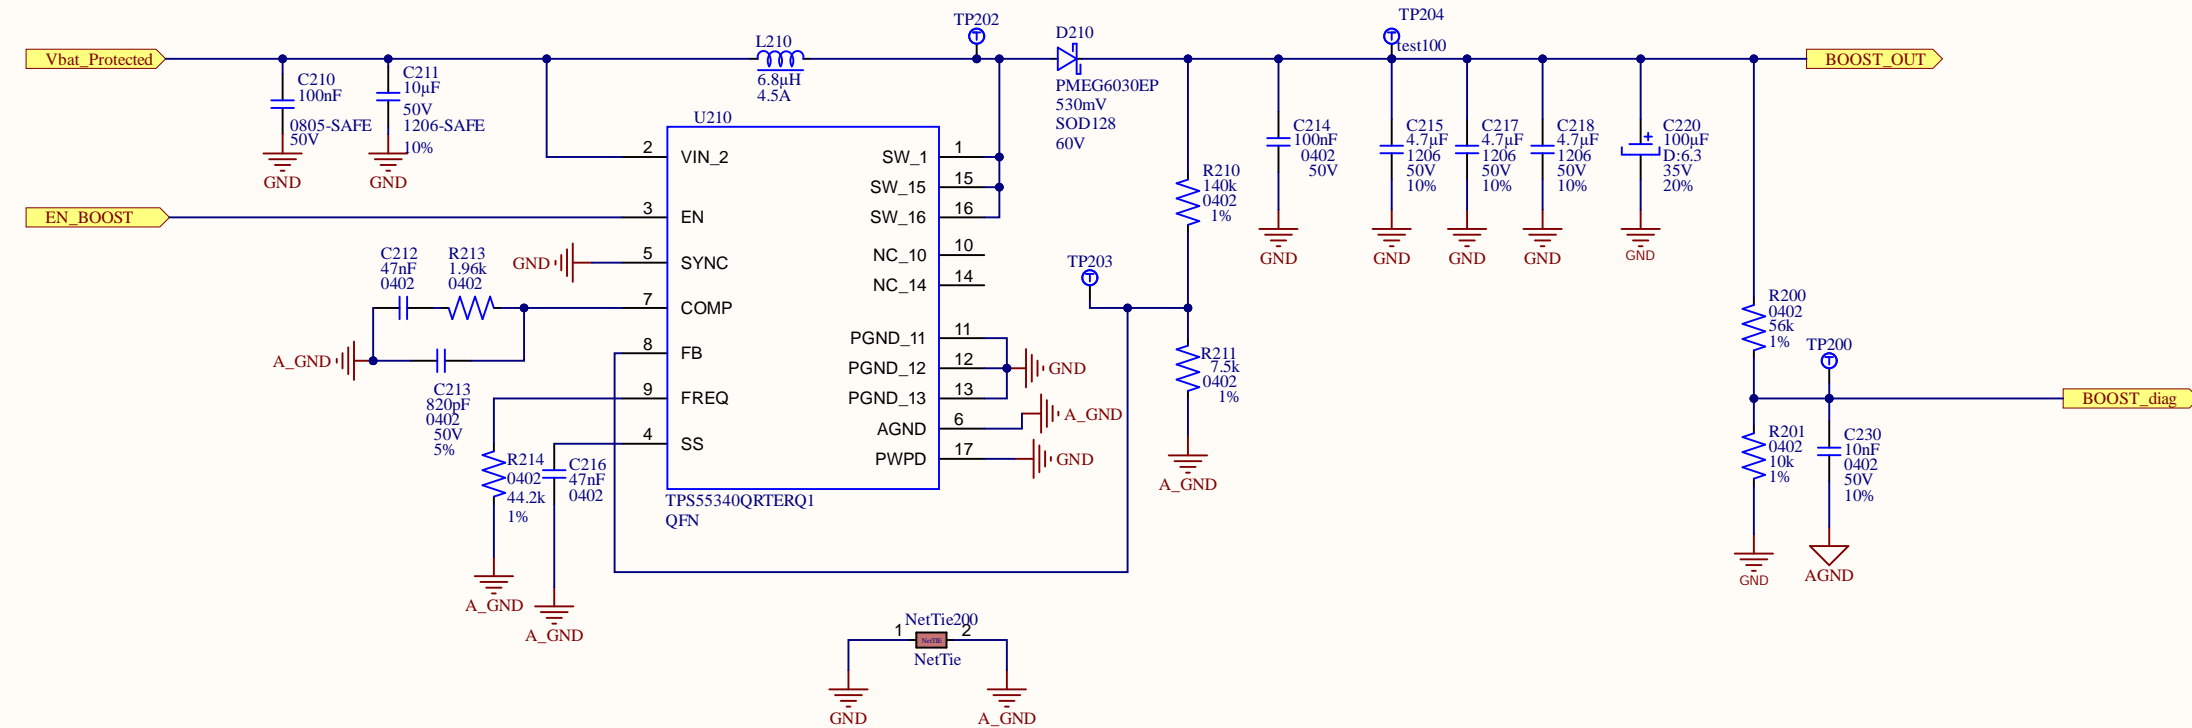 Vbat_Protected
C210
100nF
0805-SAFE
50V
GND
C211
10µF
50V
1206-SAFE
10%
GND
L210
6.8µH
4.5A
TP202
D210
PMEG6030EP
530mV
SOD128
60V
TP204
test100
BOOST_OUT
EN_BOOST
U210
2 VIN_2
3 EN
5 SYNC
7 COMP
8 FB
9 FREQ
4 SS
SW_1 1
SW_15 15
SW_16 16
NC_10 10
NC_14 14
PGND_11 11
PGND_12 12
PGND_13 13
AGND 6
PWPD 17
TPS55340QRTERQ1
QFN
GND
C212
47nF
0402
R213
1.96k
0402
A_GND
C213
820pF
0402
50V
5%
R214
0402
44.2k
1%
A_GND
C216
47nF
0402
A_GND
GND
A_GND
GND
TP203
R210
140k
0402
1%
R211
7.5k
0402
1%
A_GND
C214
100nF
0402
50V
GND
C215
4.7µF
1206
50V
10%
GND
C217
4.7µF
1206
50V
10%
GND
C218
4.7µF
1206
50V
10%
GND
C220
100µF
D:6.3
35V
20%
GND
R200
0402
56k
1%
TP200
BOOST_diag
R201
0402
10k
1%
GND
C230
10nF
0402
50V
10%
AGND
NetTie200
1 NetTIE 2
NetTie
GND
A_GND